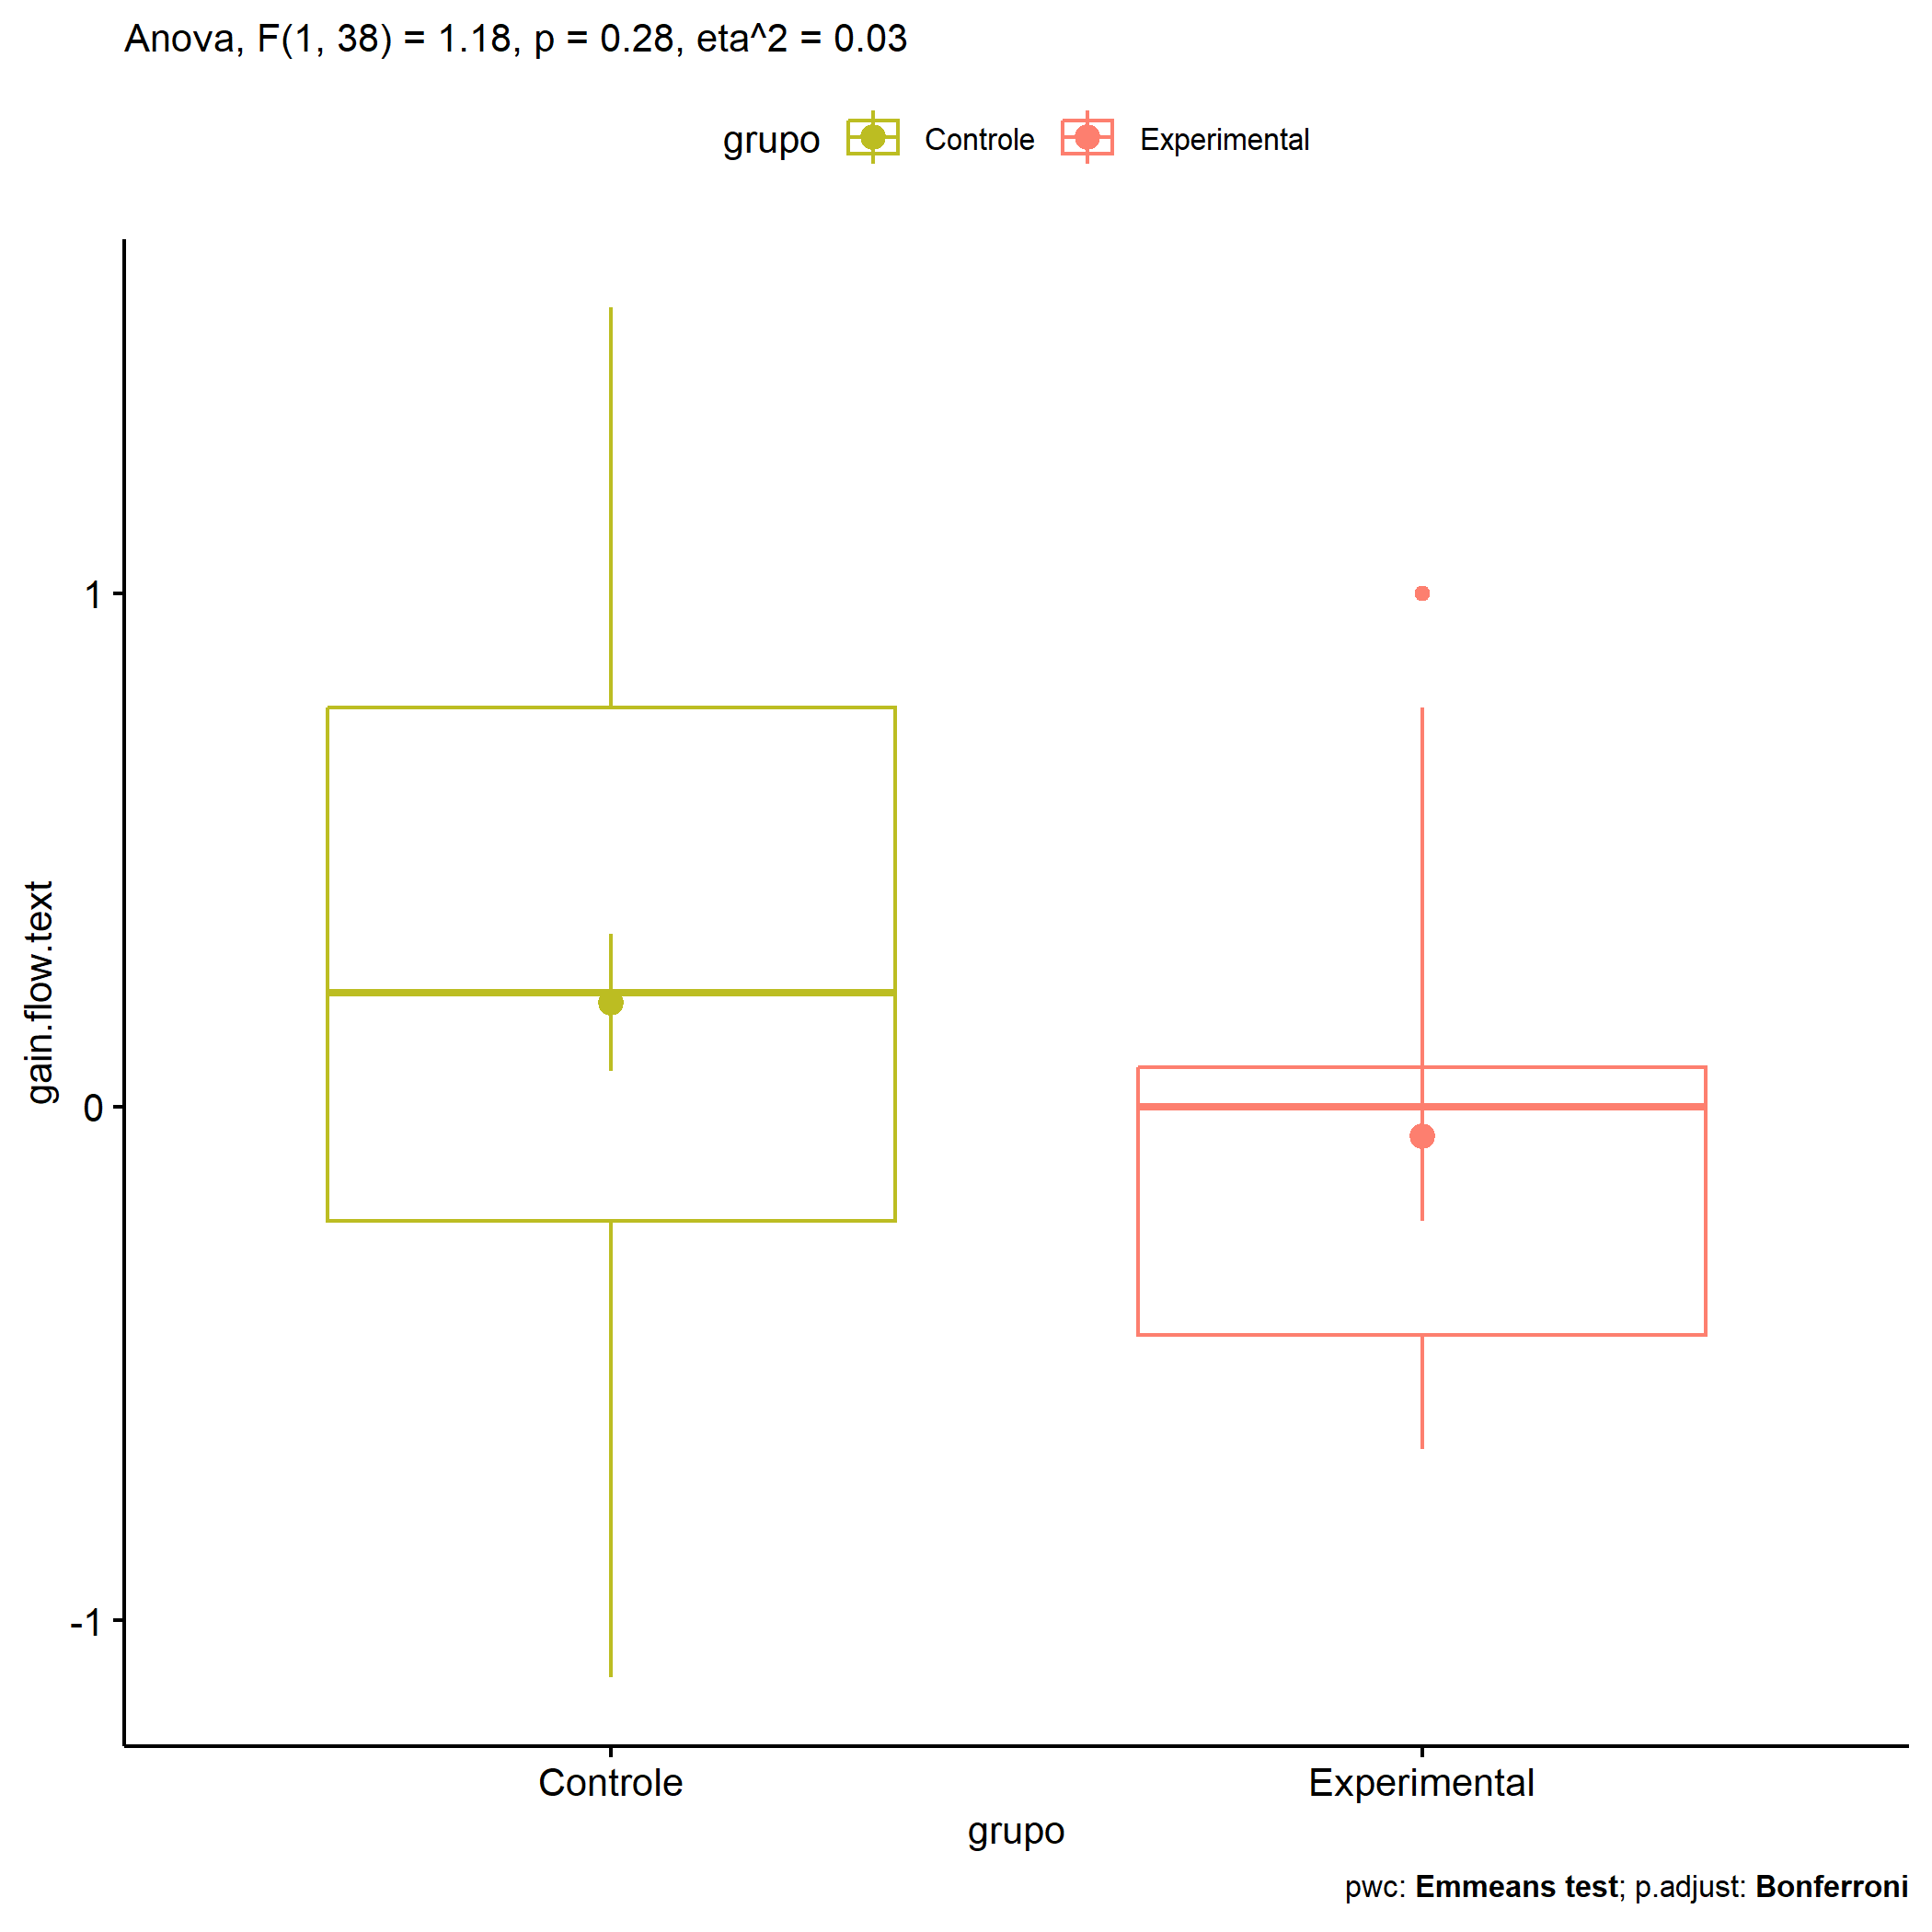 Anova, F(1, 38) = 1.18, p = 0.28, eta^2 = 0.03
grupo Controle Experimental
gain.flow.text
1
0
-1
Controle Experimental
grupo
pwc: Emmeans test; p.adjust: Bonferroni